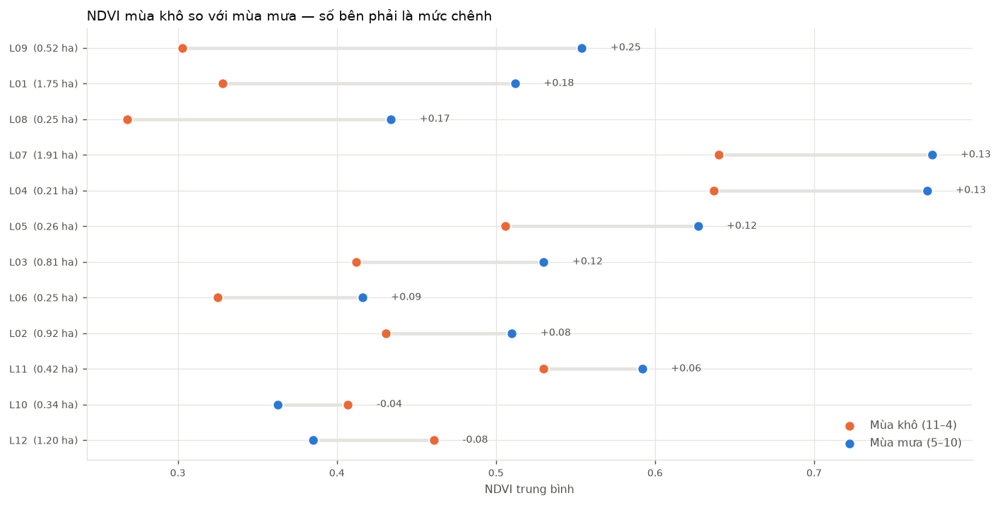 NDVI mùa khô so với mùa mưa — số bên phải là mức chênh
L09 (0.52 ha) +0.25
L01 (1.75 ha) +0.18
L08 (0.25 ha) +0.17
L07 (1.91 ha) +0.13
L04 (0.21 ha) +0.13
L05 (0.26 ha) +0.12
L03 (0.81 ha) +0.12
L06 (0.25 ha) +0.09
L02 (0.92 ha) +0.08
L11 (0.42 ha) +0.06
L10 (0.34 ha) -0.04
L12 (1.20 ha) -0.08
Mùa khô (11–4)
Mùa mưa (5–10)
0.3 0.4 0.5 0.6 0.7
NDVI trung bình